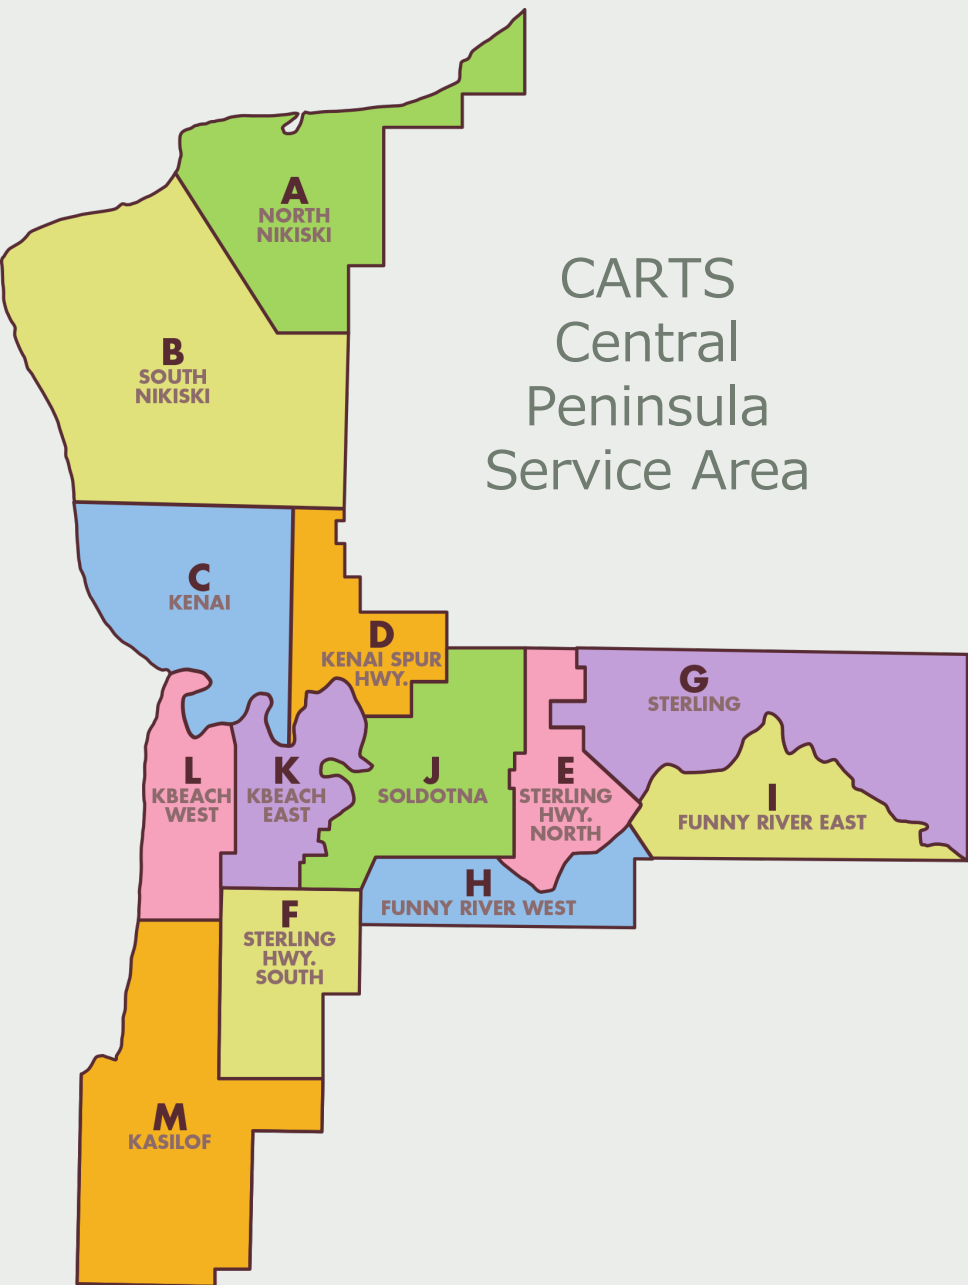 A
NORTH
NIKISKI
CARTS
Central
Peninsula
Service Area
B
SOUTH
NIKISKI
C
KENAI
D
KENAI SPUR
HWY.
G
STERLING
L
KBEACH
WEST
K
KBEACH
EAST
J
SOLDOTNA
E
STERLING
HWY.
NORTH
I
FUNNY RIVER EAST
H
FUNNY RIVER WEST
F
STERLING
HWY.
SOUTH
M
KASILOF